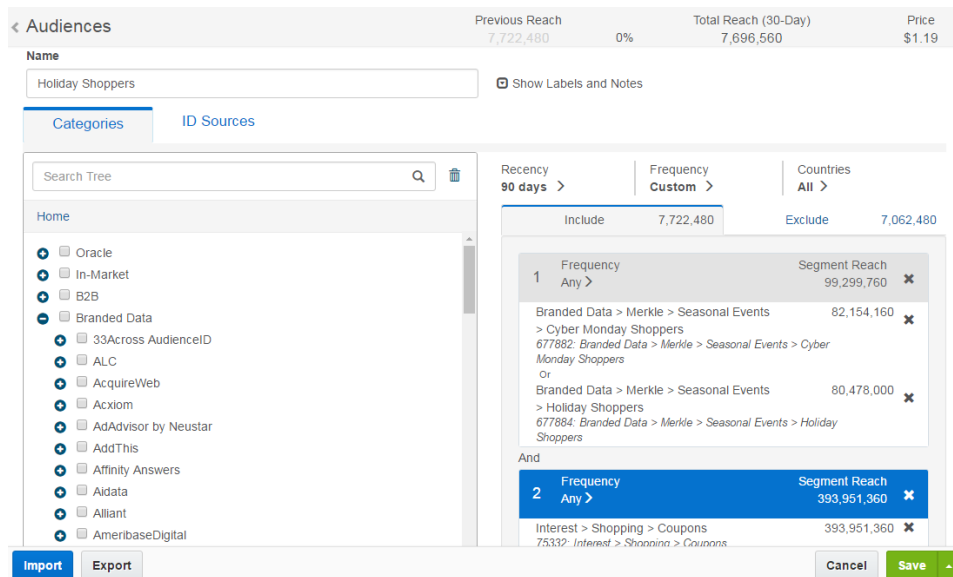 Audiences
Previous Reach
7,722,480
0%
Total Reach (30-Day)
7,696,560
Price
$1.19
Name
Holiday Shoppers
Show Labels and Notes
Categories
ID Sources
Search Tree
Home
Oracle
In-Market
B2B
Branded Data
33Across AudienceID
ALC
AcquireWeb
Acxiom
AdAdvisor by Neustar
AddThis
Affinity Answers
Aidata
Alliant
AmeribaseDigital
Recency
90 days >
Frequency
Custom >
Countries
All >
Include 7,722,480
Exclude 7,062,480
1
Frequency
Any >
Segment Reach
99,299,760
Branded Data > Merkle > Seasonal Events
> Cyber Monday Shoppers
82,154,160
677882: Branded Data > Merkle > Seasonal Events > Cyber
Monday Shoppers
Or
Branded Data > Merkle > Seasonal Events
> Holiday Shoppers
80,478,000
677884: Branded Data > Merkle > Seasonal Events > Holiday
Shoppers
And
2
Frequency
Any >
Segment Reach
393,951,360
Interest > Shopping > Coupons
393,951,360
75332: Interest > Shopping > Coupons
Import
Export
Cancel
Save